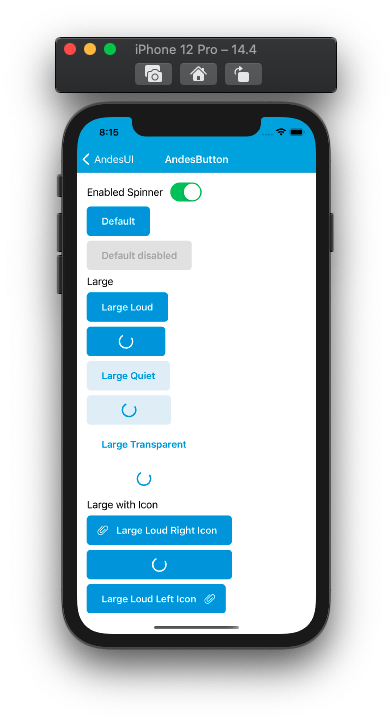 iPhone 12 Pro – 14.4
8:15
AndesUI
AndesButton
Enabled Spinner
Default
Default disabled
Large
Large Loud
Large Quiet
Large Transparent
Large with Icon
Large Loud Right Icon
Large Loud Left Icon